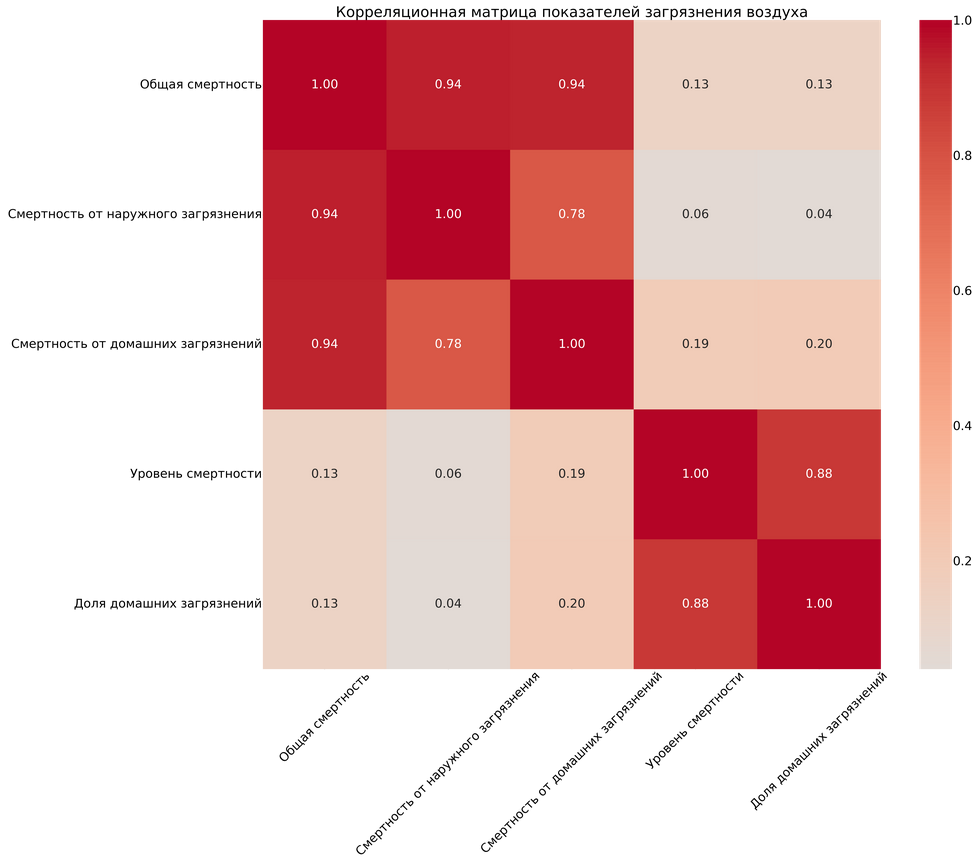 Корреляционная матрица показателей загрязнения воздуха
Общая смертность 1.00 0.94 0.94 0.13 0.13
Смертность от наружного загрязнения 0.94 1.00 0.78 0.06 0.04
Смертность от домашних загрязнений 0.94 0.78 1.00 0.19 0.20
Уровень смертности 0.13 0.06 0.19 1.00 0.88
Доля домашних загрязнений 0.13 0.04 0.20 0.88 1.00
Общая смертность
Смертность от наружного загрязнения
Смертность от домашних загрязнений
Уровень смертности
Доля домашних загрязнений
1.0
0.8
0.6
0.4
0.2